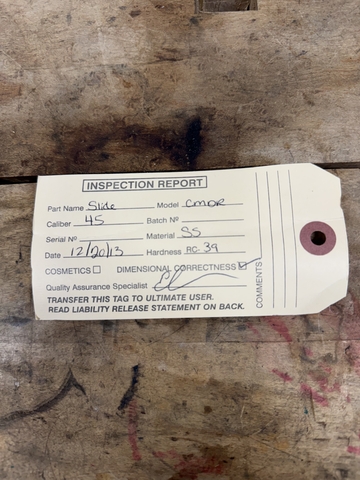 INSPECTION REPORT
Part Name Slide Model CMDR
Caliber 45 Batch Nº
Serial Nº Material SS
Date 12/20/13 Hardness RC- 39
COSMETICS ☐ DIMENSIONAL CORRECTNESS ☑
Quality Assurance Specialist
TRANSFER THIS TAG TO ULTIMATE USER.
READ LIABILITY RELEASE STATEMENT ON BACK.
COMMENTS